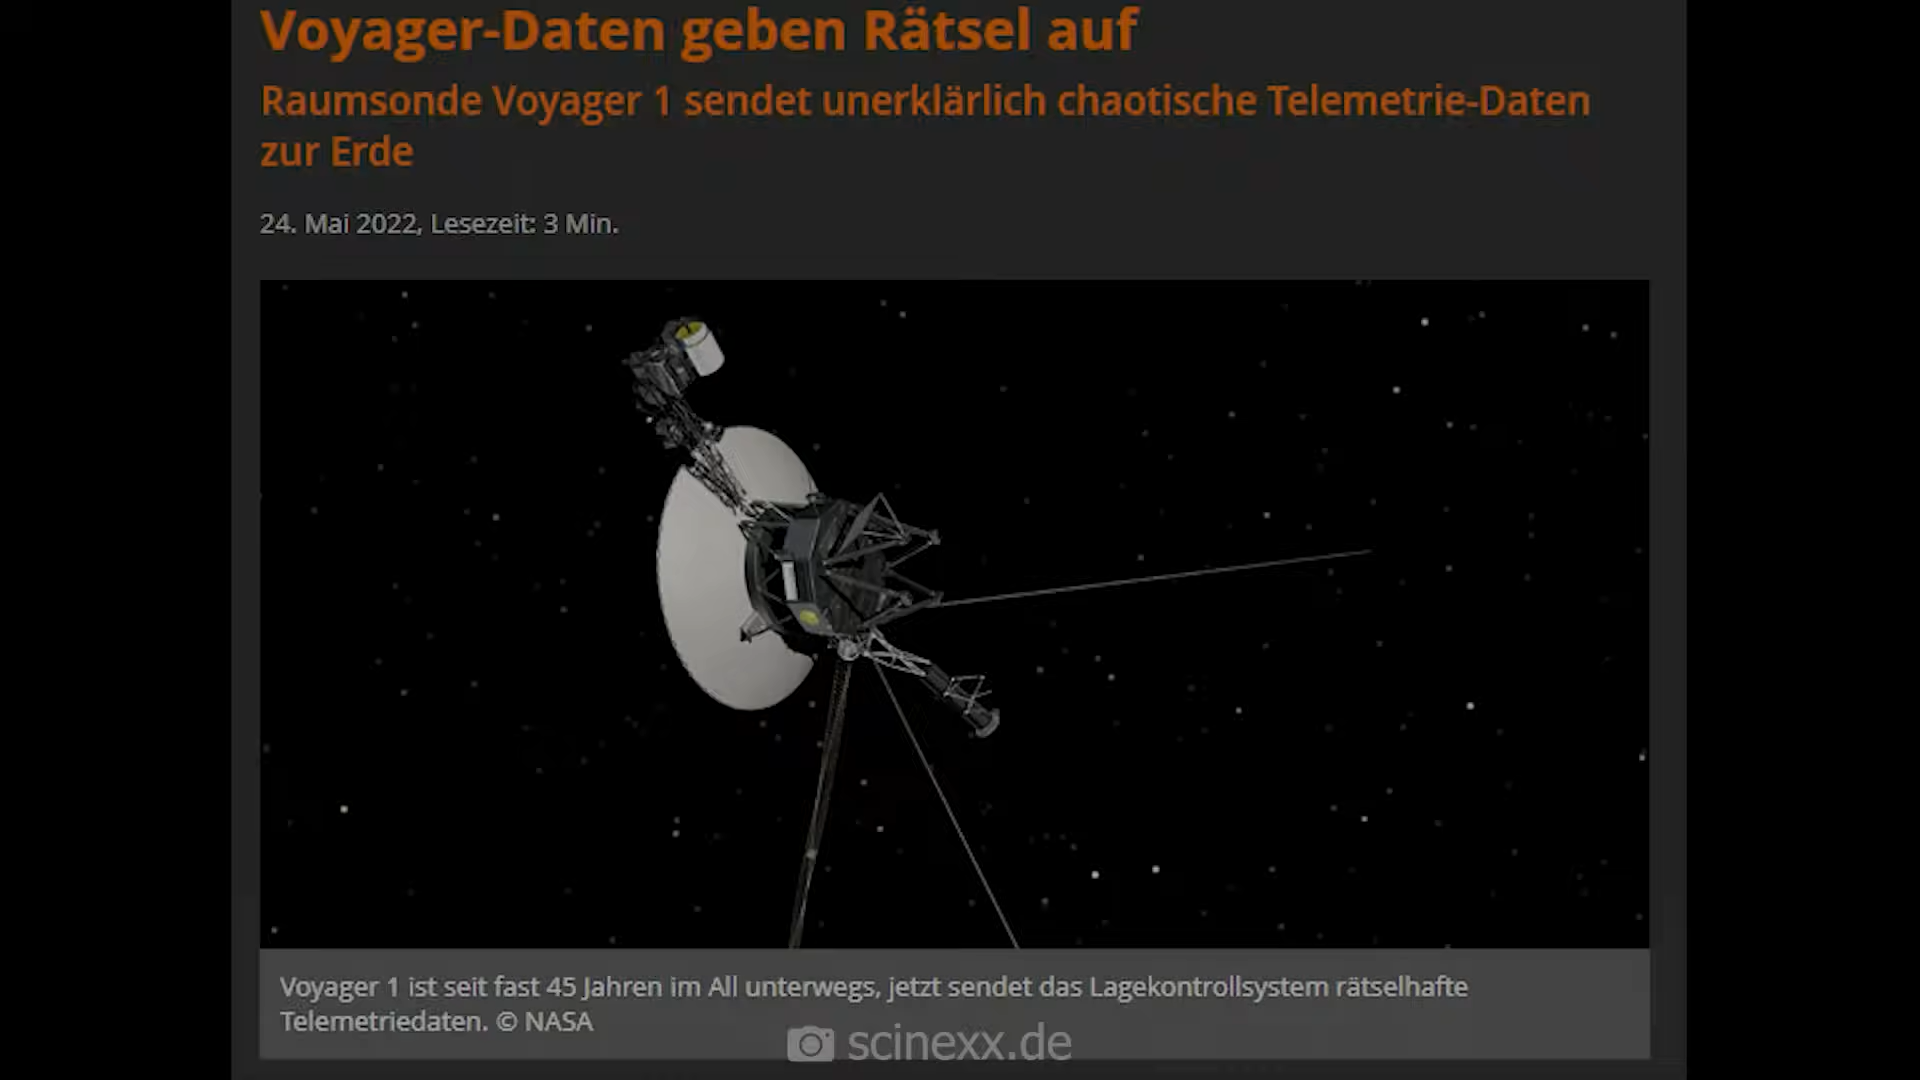 Voyager-Daten geben Rätsel auf
Raumsonde Voyager 1 sendet unerklärlich chaotische Telemetrie-Daten
zur Erde
24. Mai 2022, Lesezeit: 3 Min.
Voyager 1 ist seit fast 45 Jahren im All unterwegs, jetzt sendet das Lagekontrollsystem rätselhafte
Telemetriedaten. © NASA
scinexx.de